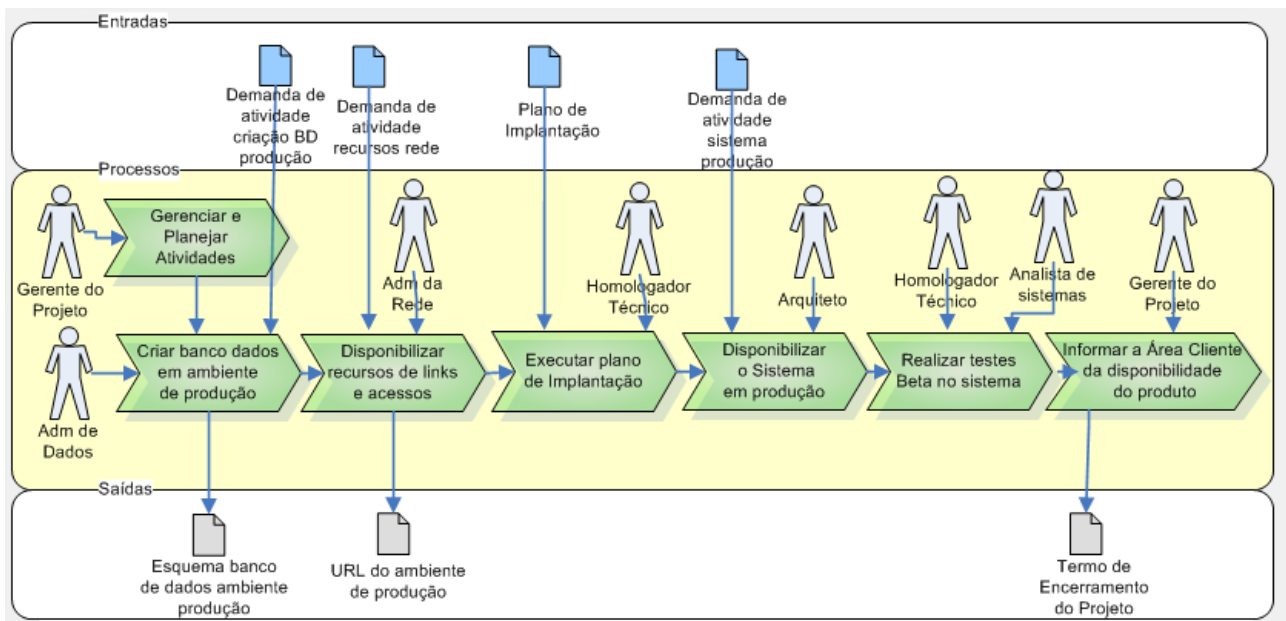 Entradas
Demanda de
atividade
criação BD
produção
Demanda de
atividade
recursos rede
Plano de
Implantação
Demanda de
atividade
sistema
produção
Processos
Gerente do
Projeto
Gerenciar e
Planejar
Atividades
Adm da
Rede
Homologador
Técnico
Arquiteto
Homologador
Técnico
Analista de
sistemas
Gerente do
Projeto
Adm de
Dados
Criar banco dados
em ambiente
de produção
Disponibilizar
recursos de links
e acessos
Executar plano
de Implantação
Disponibilizar
o Sistema
em produção
Realizar testes
Beta no sistema
Informar a Área Cliente
da disponibilidade
do produto
Saídas
Esquema banco
de dados ambiente
produção
URL do ambiente
de produção
Termo de
Encerramento
do Projeto